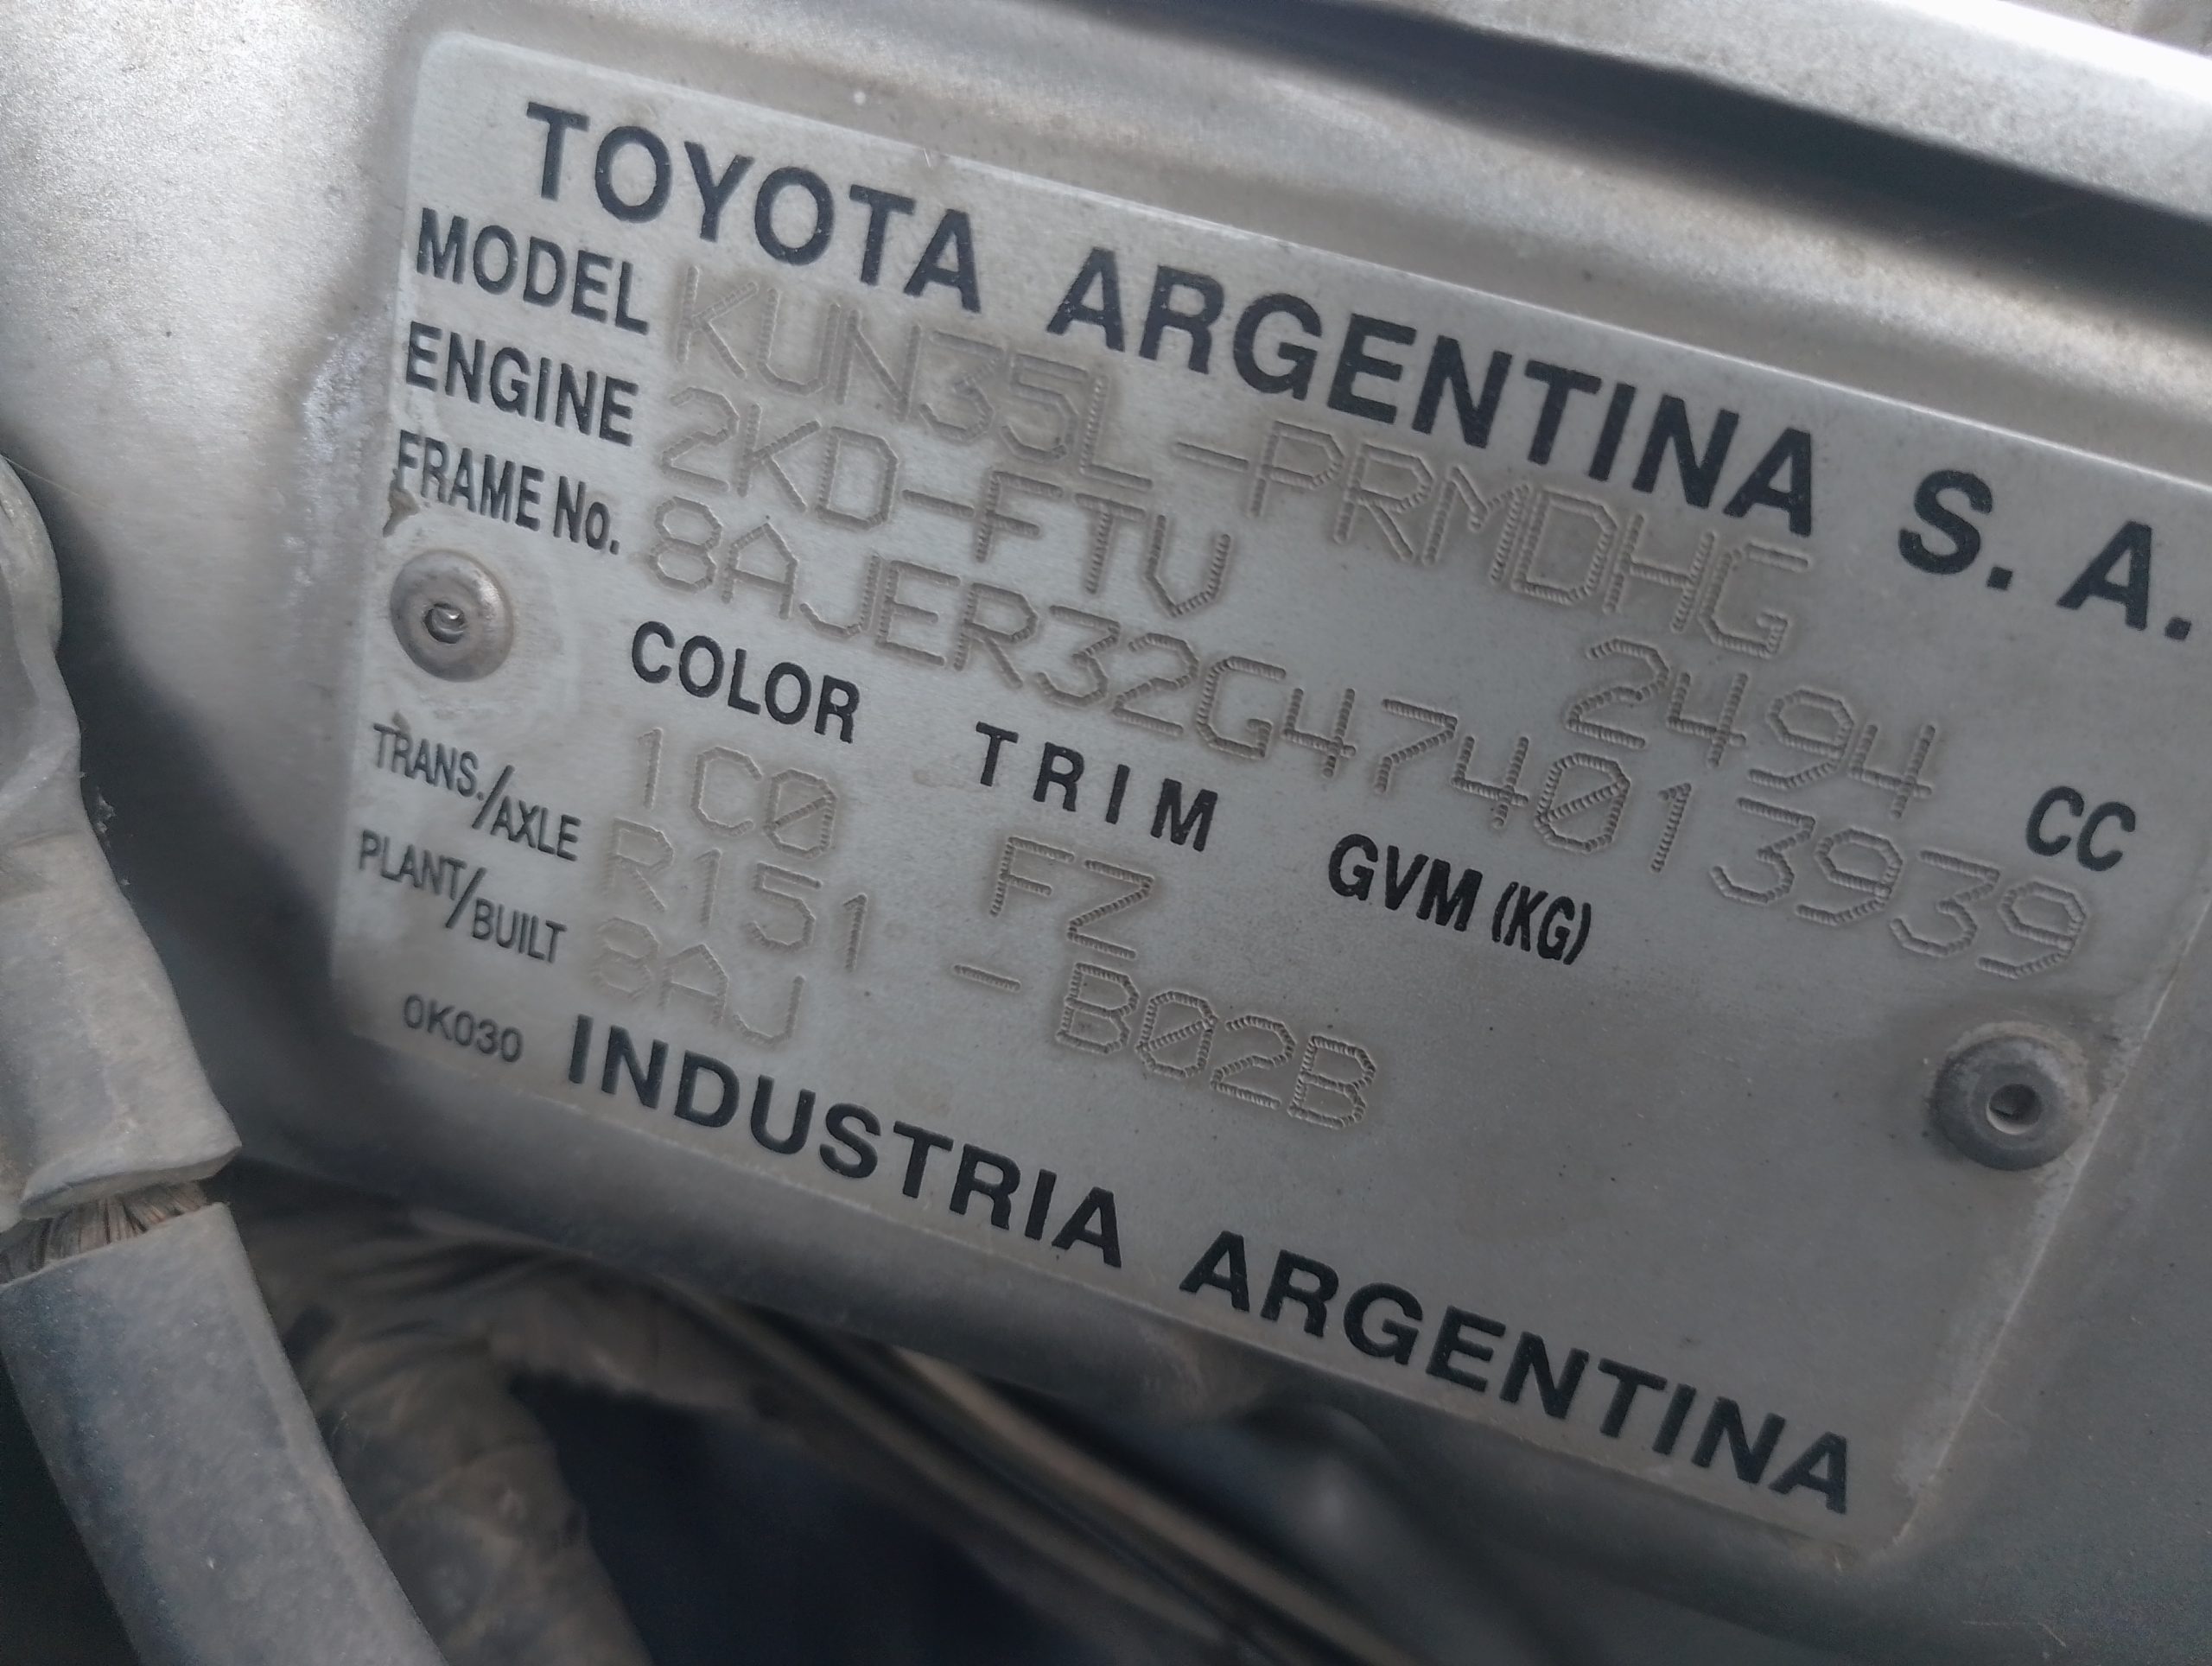 TOYOTA ARGENTINA S.A.
MODEL KUN35L-PRMDHG
ENGINE 2KD-FTV 2494 CC
FRAME No. 8AJER32G474013939
COLOR TRIM GVM (KG)
1C0 FZ
TRANS./AXLE R151 - B02B
PLANT/BUILT 8AJ
0K030 INDUSTRIA ARGENTINA